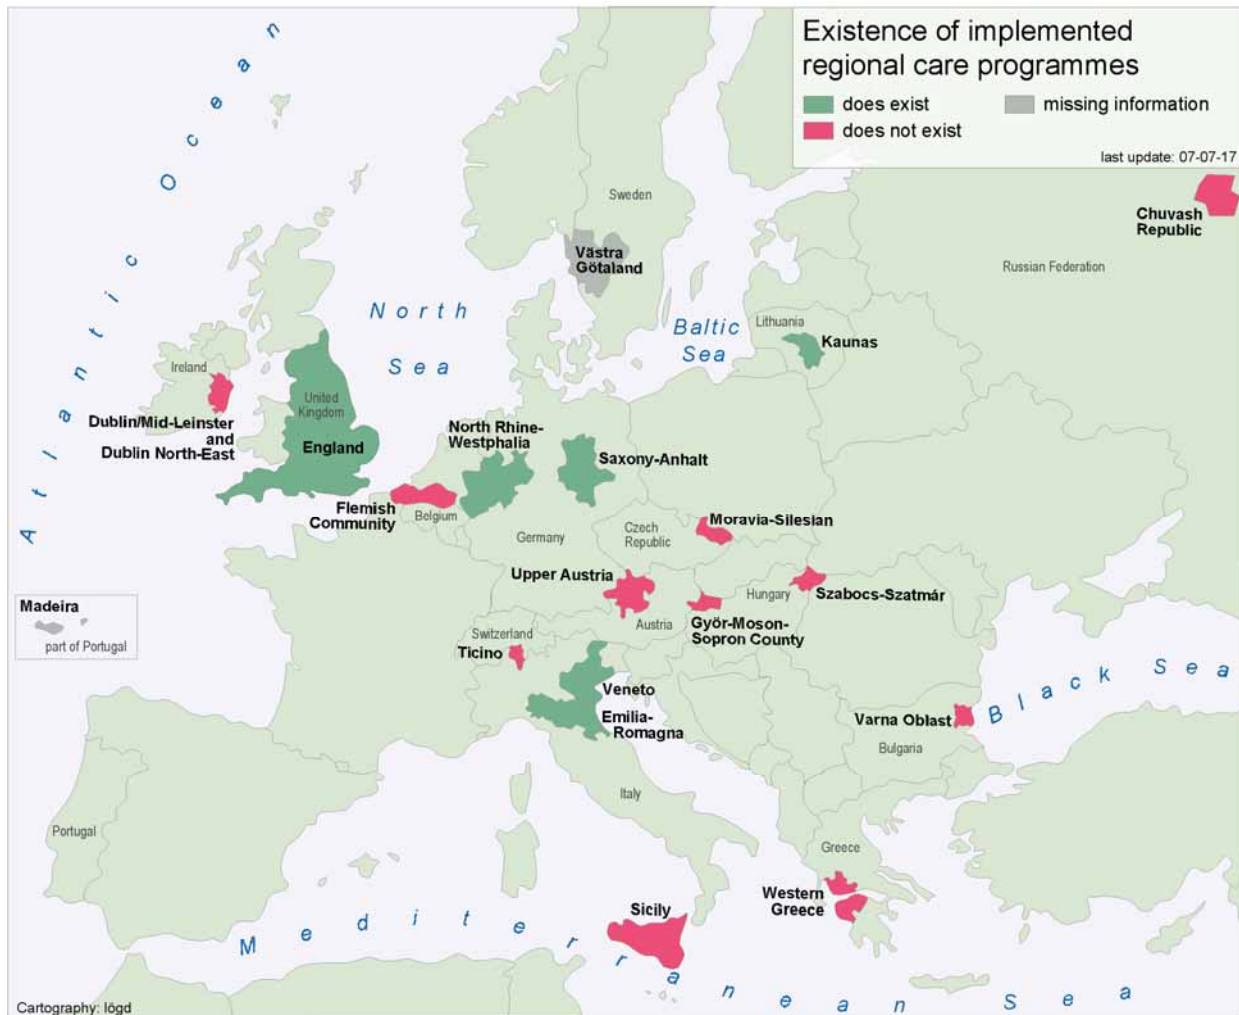 Existence of implemented
regional care programmes
does exist
missing information
does not exist
last update: 07-07-17
Atlantic Ocean
Sweden
Chuvash
Republic
Västra
Götaland
Russian Federation
North
Sea
Baltic
Sea
Lithuania
Kaunas
Ireland
United
Kingdom
Dublin/Mid-Leinster
and
Dublin North-East
England
North Rhine-
Westphalia
Saxony-Anhalt
Flemish
Community
Belgium
Germany
Czech
Republic
Moravia-Silesian
Upper Austria
Hungary
Szabocs-Szatmár
Austria
Györ-Moson-
Sopron County
Madeira
part of Portugal
Switzerland
Ticino
Veneto
Emilia-
Romagna
Black Sea
Varna Oblast
Bulgaria
Italy
Portugal
Greece
Western
Greece
Sicily
Mediterranean Sea
Cartography: lögd